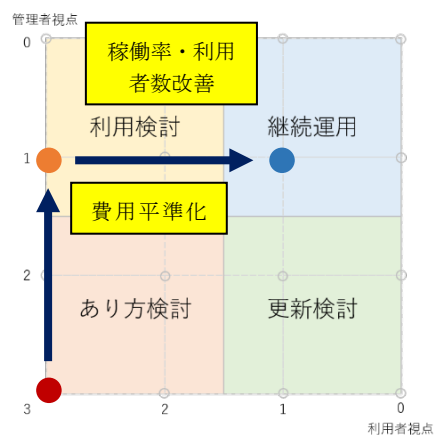 管理者視点
0
稼働率・利用
者数改善
利用検討
継続運用
1
費用平準化
2
あり方検討
更新検討
3
2
1
0
利用者視点